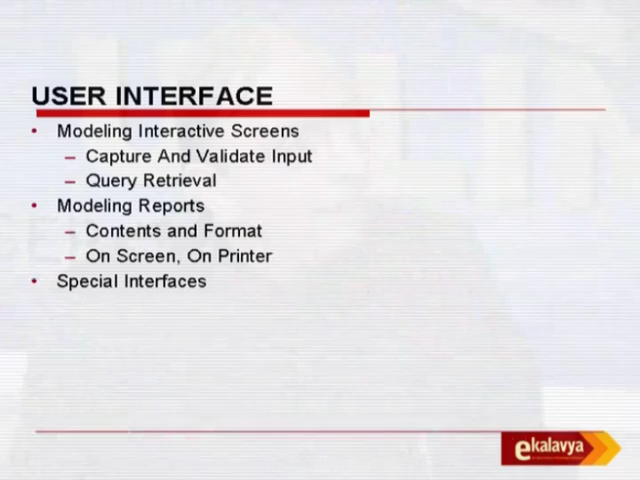 USER INTERFACE
• Modeling Interactive Screens
– Capture And Validate Input
– Query Retrieval
• Modeling Reports
– Contents and Format
– On Screen, On Printer
• Special Interfaces
ekalavya